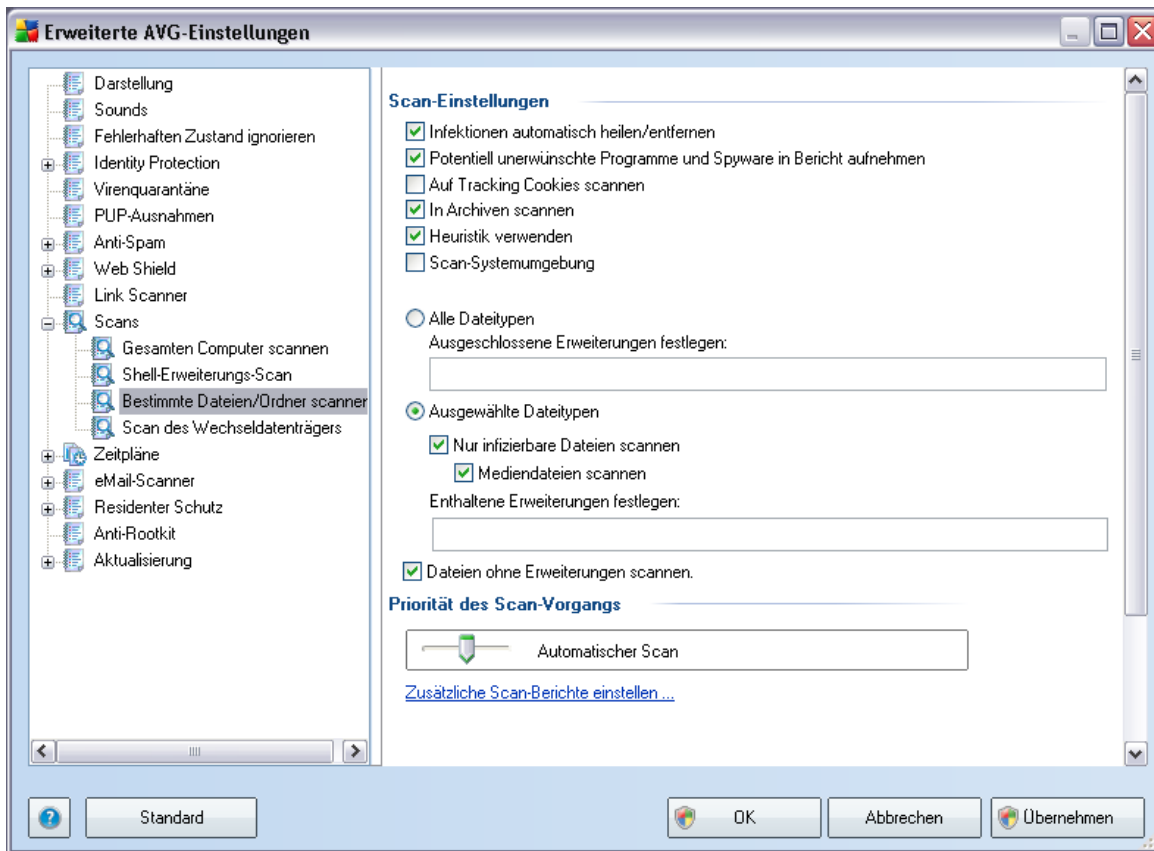 Erweiterte AVG-Einstellungen
Darstellung
Sounds
Fehlerhaften Zustand ignorieren
Identity Protection
Virenquarantäne
PUP-Ausnahmen
Anti-Spam
Web Shield
Link Scanner
Scans
Gesamten Computer scannen
Shell-Erweiterungs-Scan
Bestimmte Dateien/Ordner scannen
Scan des Wechseldatenträgers
Zeitpläne
eMail-Scanner
Residenter Schutz
Anti-Rootkit
Aktualisierung
Scan-Einstellungen
Infektionen automatisch heilen/entfernen
Potentiell unerwünschte Programme und Spyware in Bericht aufnehmen
Auf Tracking Cookies scannen
In Archiven scannen
Heuristik verwenden
Scan-Systemumgebung
Alle Dateitypen
Ausgeschlossene Erweiterungen festlegen:
Ausgewählte Dateitypen
Nur infizierbare Dateien scannen
Mediendateien scannen
Enthaltene Erweiterungen festlegen:
Dateien ohne Erweiterungen scannen.
Priorität des Scan-Vorgangs
Automatischer Scan
Zusätzliche Scan-Berichte einstellen ...
?
Standard
OK
Abbrechen
Übernehmen